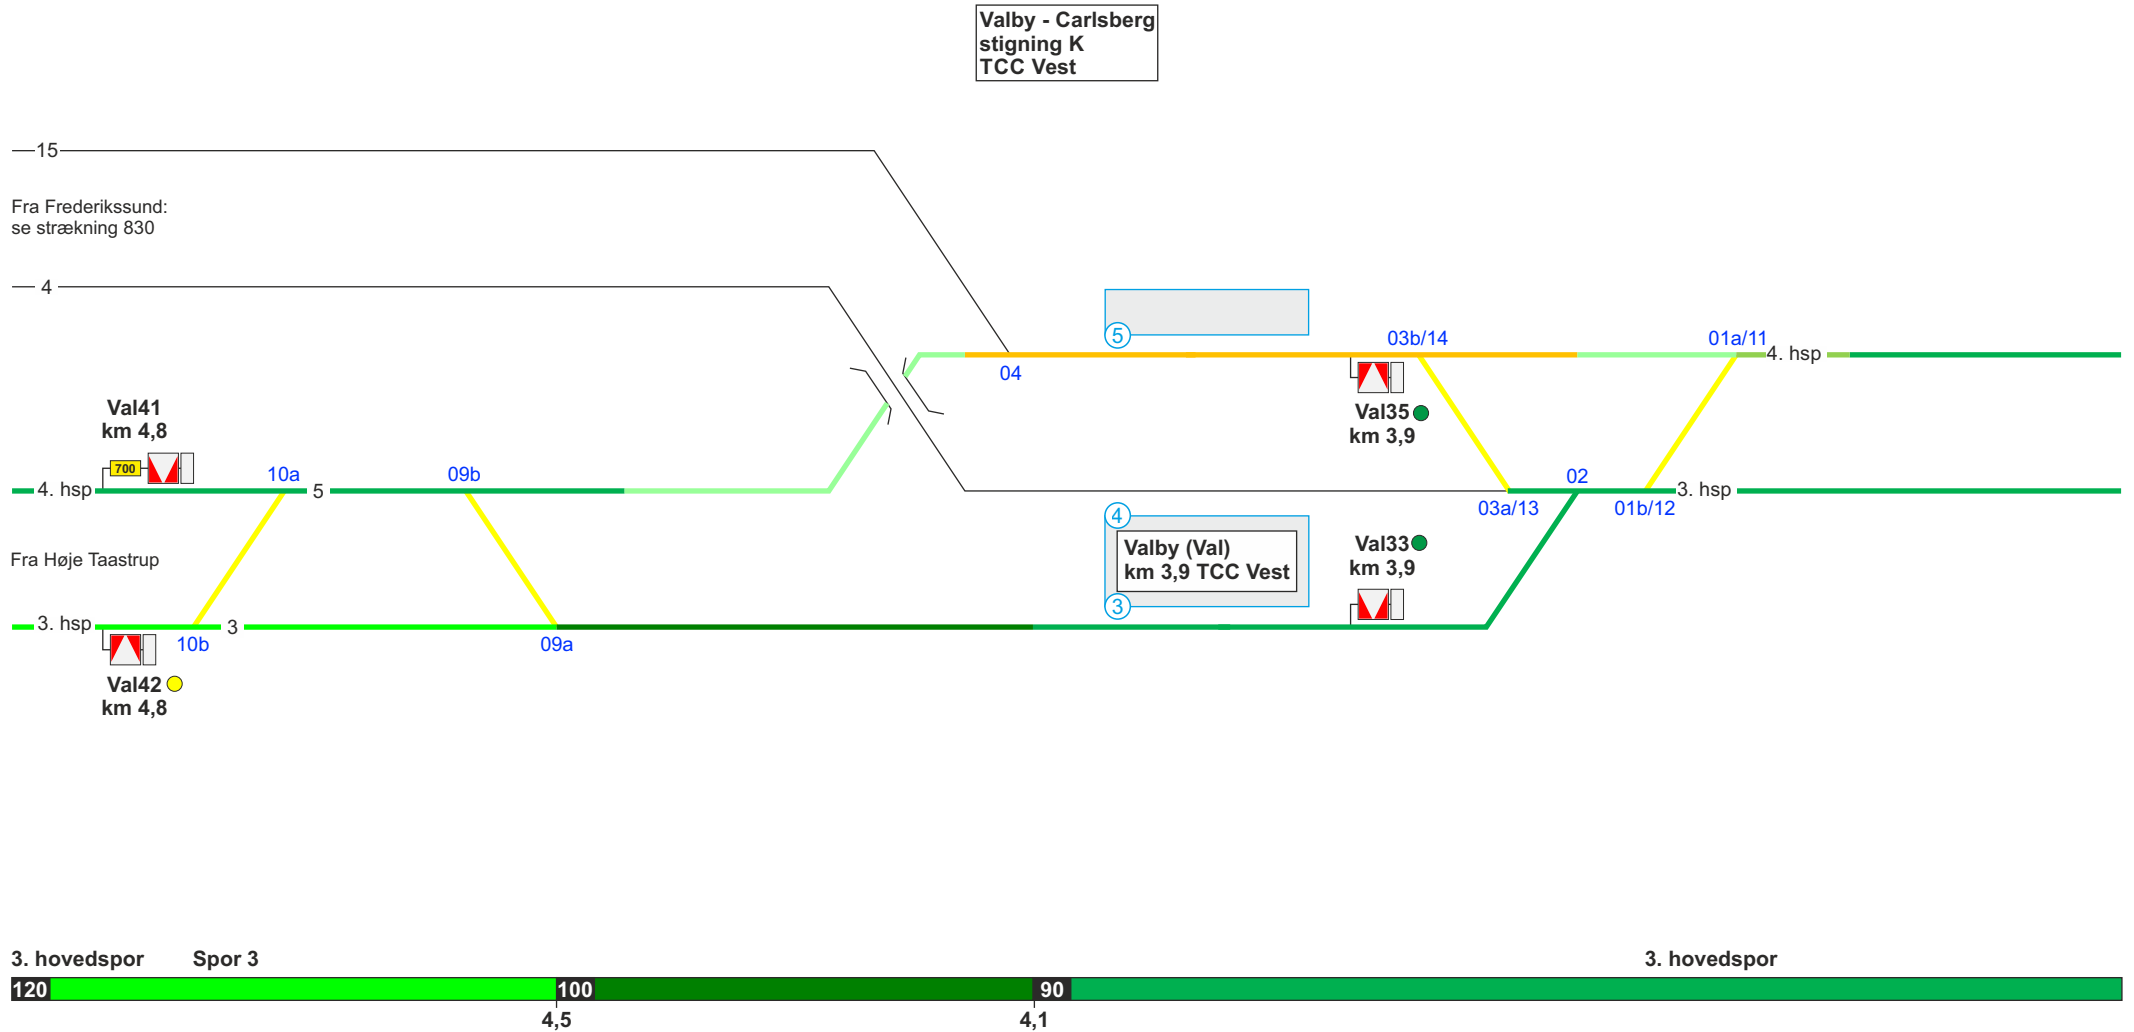 Valby - Carlsberg
stigning K
TCC Vest
15
Fra Frederikssund:
se strækning 830
4
5
03b/14
01a/11
4. hsp
04
Val41
km 4,8
Val35
km 3,9
700
10a
09b
02
4. hsp
5
3. hsp
03a/13
01b/12
4
Valby (Val)
km 3,9 TCC Vest
3
Val33
km 3,9
Fra Høje Taastrup
3. hsp
3
10b
09a
Val42
km 4,8
3. hovedspor
Spor 3
3. hovedspor
120
100
90
4,5
4,1